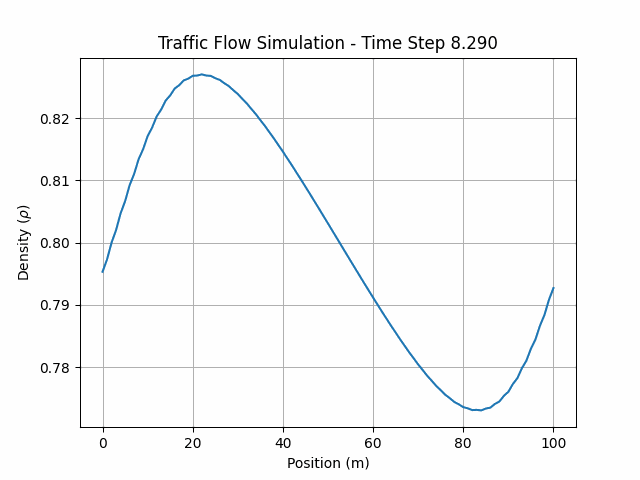 Traffic Flow Simulation - Time Step 8.290
0.82
0.81
0.80
0.79
0.78
Density (ρ)
0 20 40 60 80 100
Position (m)